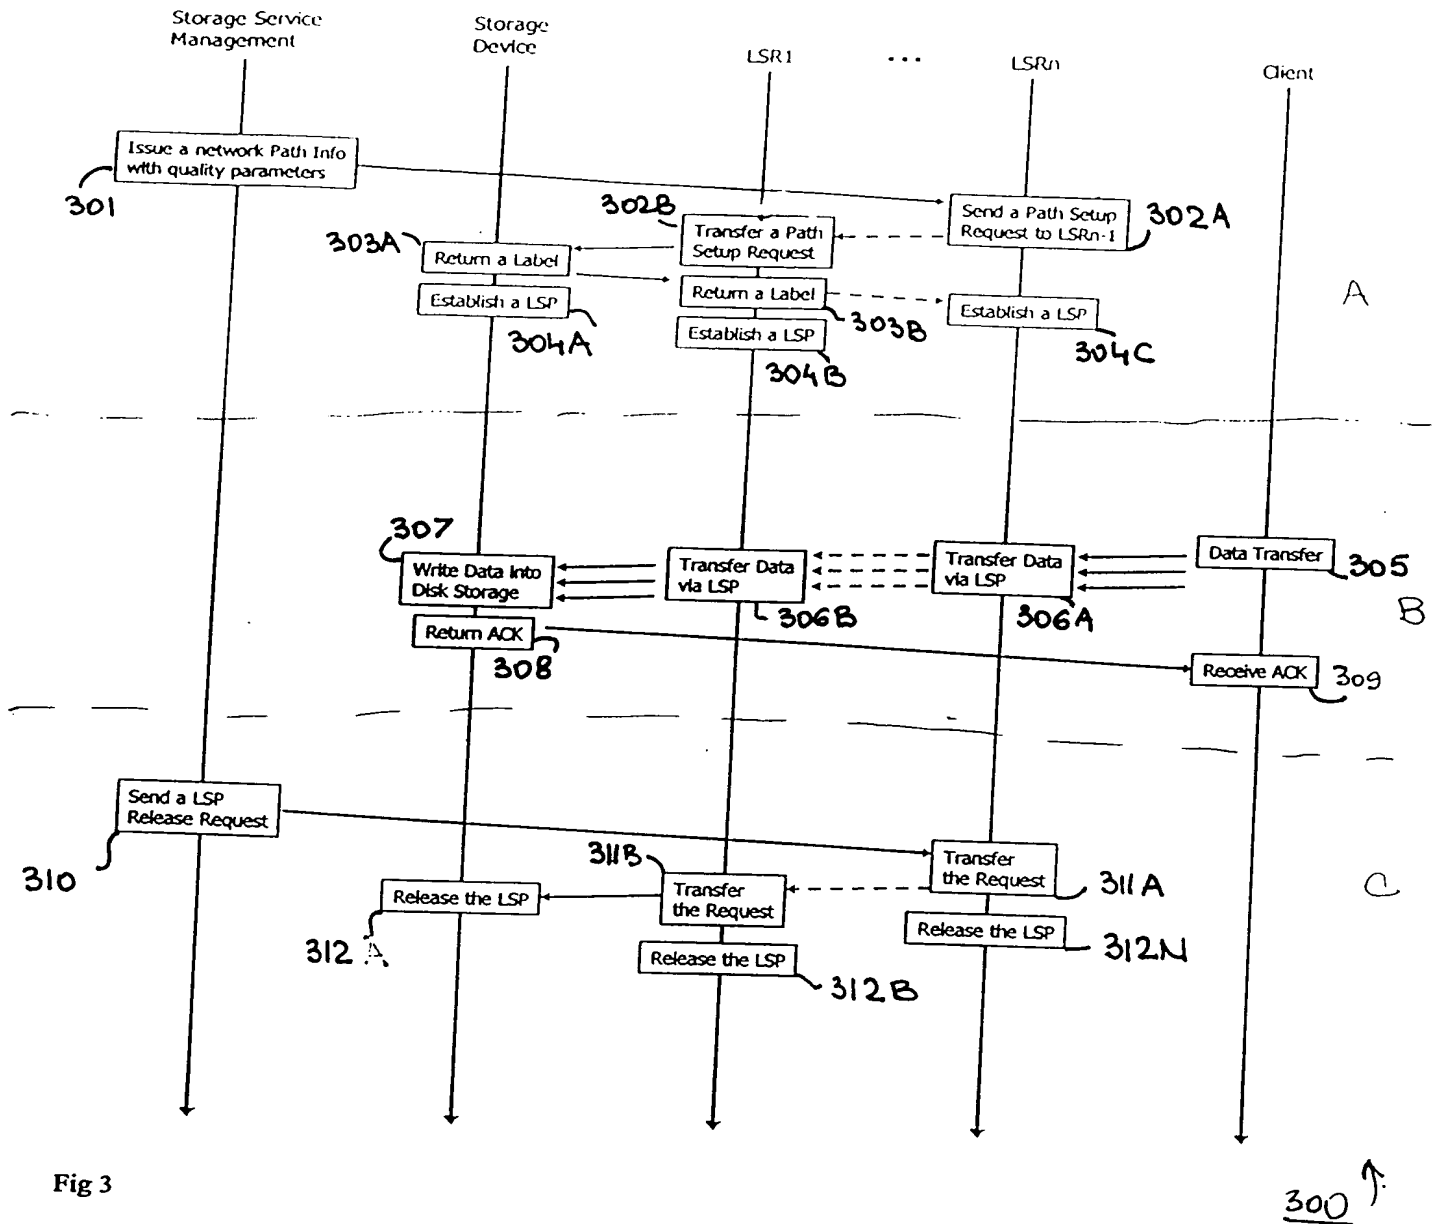 Storage Service
Management
Storage
Device
LSR1
...
LSRn
Client
Issue a network Path Info
with quality parameters
301
302B
Send a Path Setup
Request to LSRn-1
302A
303A
Transfer a Path
Setup Request
Return a Label
Return a Label
A
Establish a LSP
303B
Establish a LSP
304A
Establish a LSP
304C
304B
307
Write Data into
Disk Storage
Transfer Data
via LSP
Transfer Data
via LSP
Data Transfer
305
306B
306A
B
Return ACK
308
Receive ACK
309
Send a LSP
Release Request
310
311B
Transfer
the Request
311A
C
Release the LSP
Transfer
the Request
312A
Release the LSP
312N
Release the LSP
312B
Fig 3
300